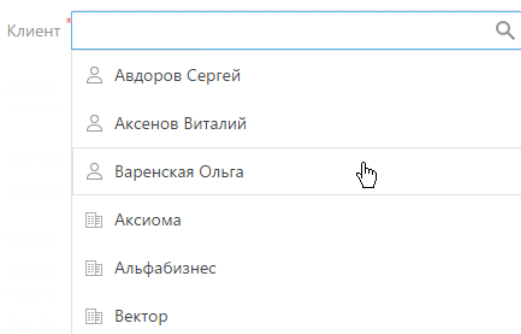 Клиент *
Авдоров Сергей
Аксенов Виталий
Варенская Ольга
Аксиома
Альфабизнес
Вектор